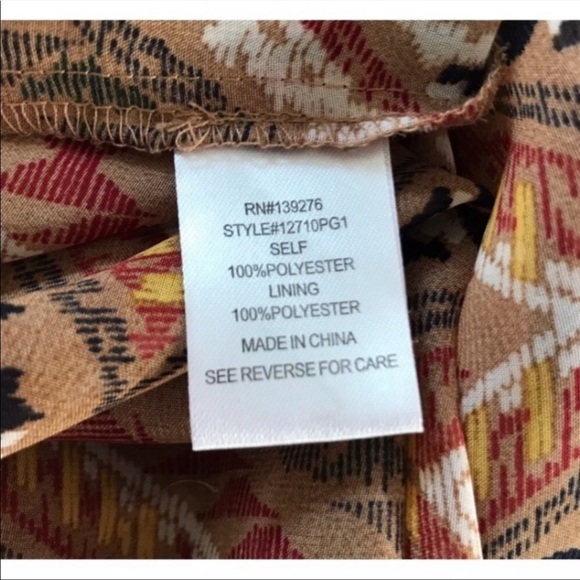 RN#139276
STYLE#12710PG1
SELF
100%POLYESTER
LINING
100%POLYESTER
MADE IN CHINA
SEE REVERSE FOR CARE